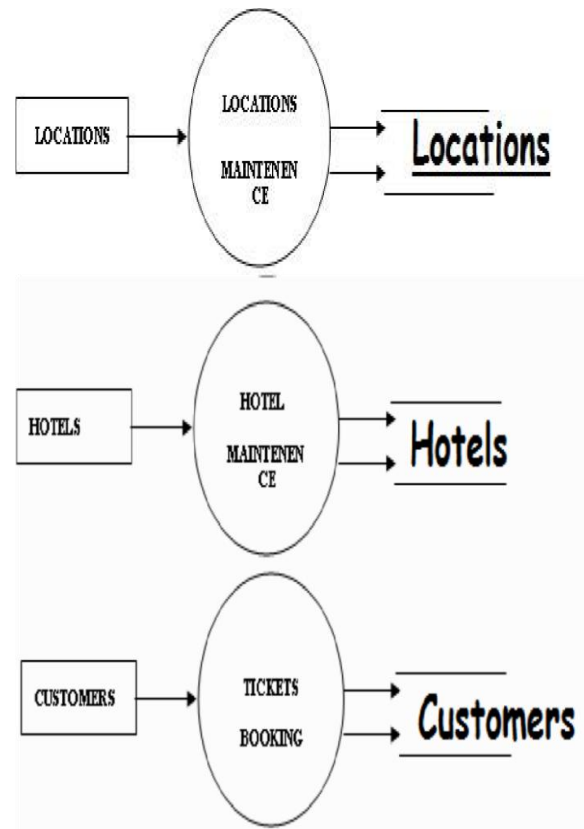 LOCATIONS
LOCATIONS
MAINTENEN
CE
Locations
HOTELS
HOTEL
MAINTENEN
CE
Hotels
CUSTOMERS
TICKETS
BOOKING
Customers